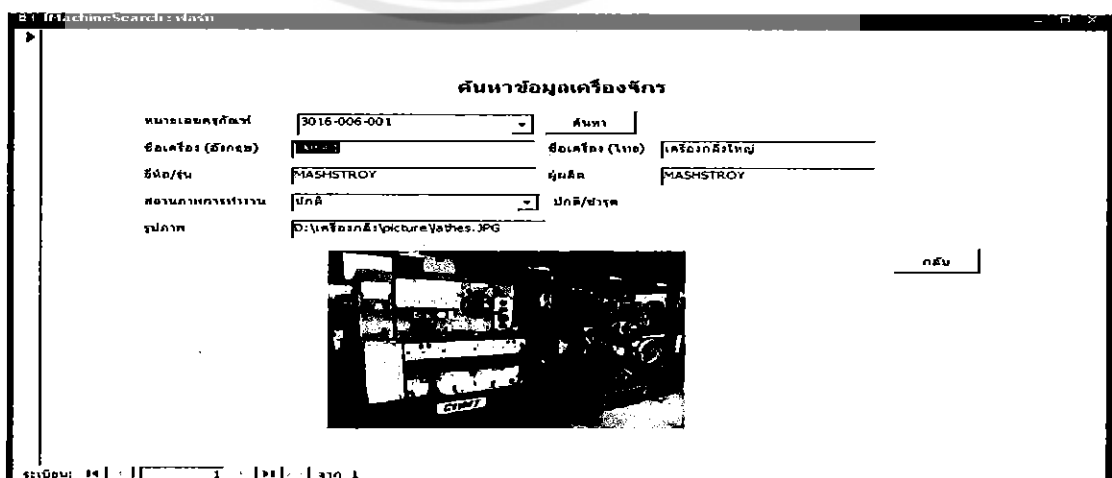 fMachineSearch : ฟอร์ม
ค้นหาข้อมูลเครื่องจักร
หมายเลขครุภัณฑ์ 3016-006-001 ค้นหา
ชื่อเครื่อง (อังกฤษ) ชื่อเครื่อง (ไทย) เครื่องกลึงใหญ่
ยี่ห้อ/รุ่น MASHSTROY ผู้ผลิต MASHSTROY
สถานภาพการทำงาน ปกติ ปกติ/ชำรุด
รูปภาพ D:\เครื่องกลึง\picture\lathes.JPG
กลับ
COMET
ระเบียน: 1 จาก 1